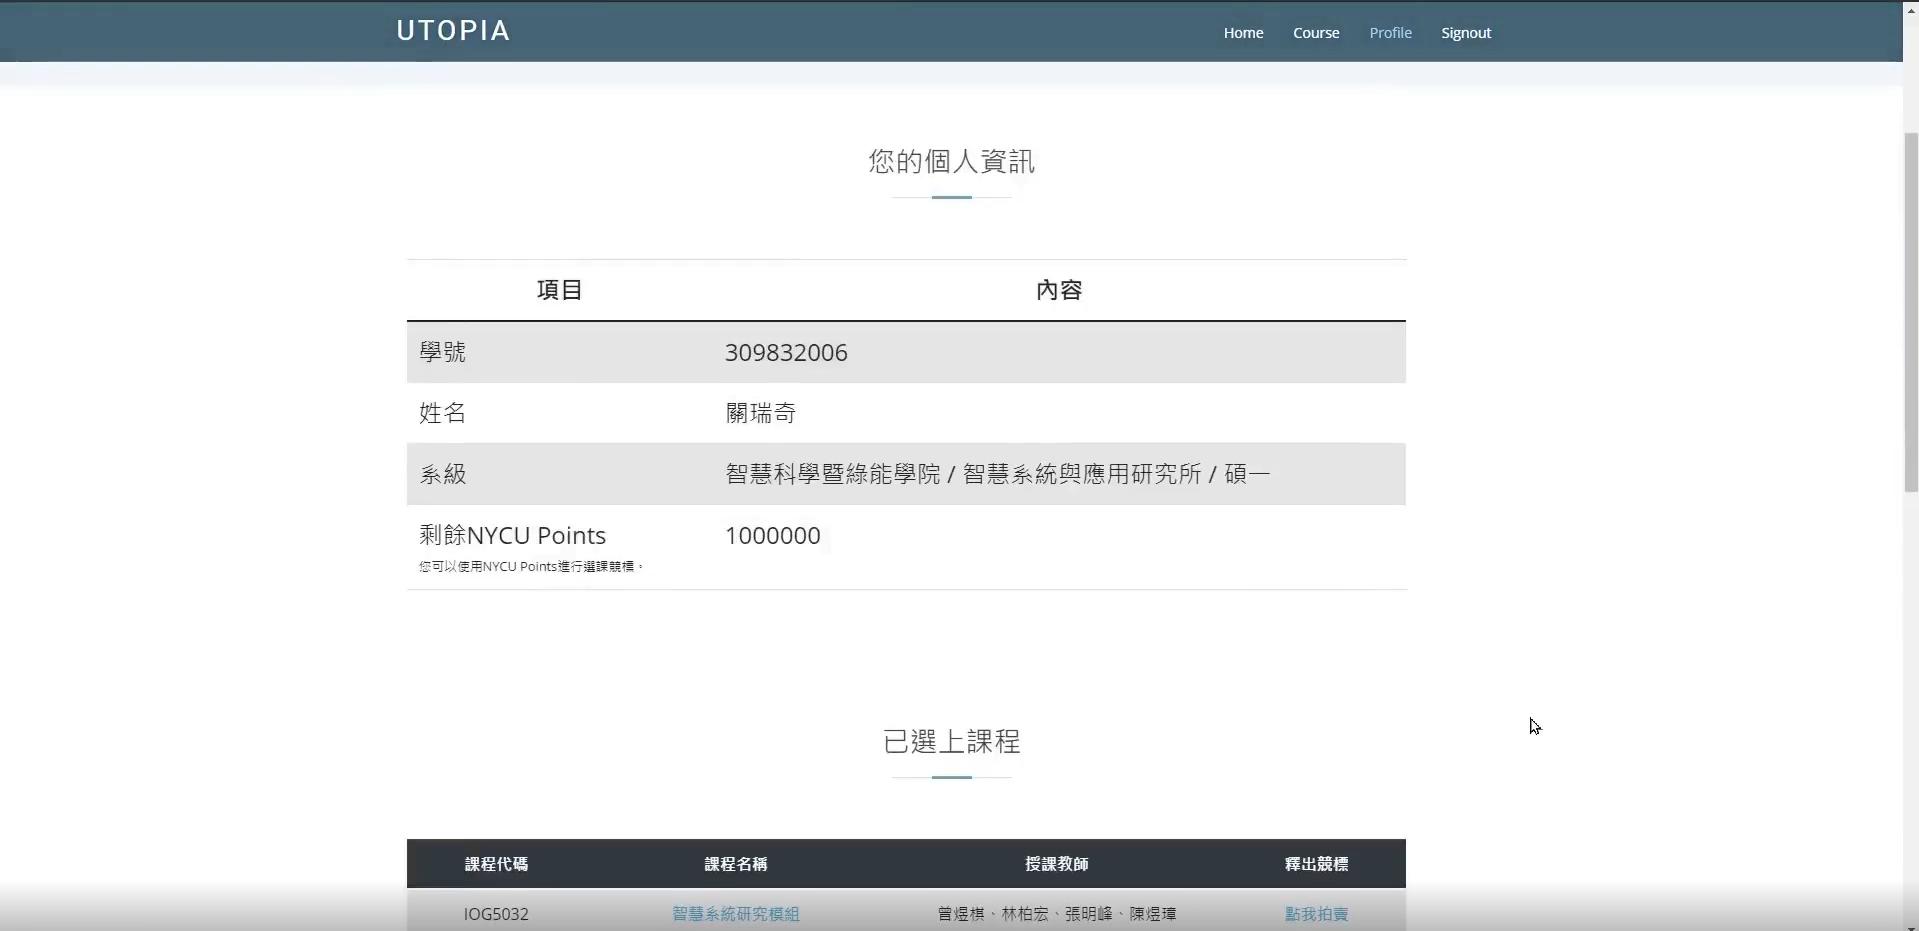 UTOPIA Home Course Profile Signout
您的個人資訊
項目 內容
學號 309832006
姓名 關瑞奇
系級 智慧科學暨綠能學院 / 智慧系統與應用研究所 / 碩一
剩餘NYCU Points 1000000
您可以使用NYCU Points進行選課競標。
已選上課程
課程代碼 課程名稱 授課教師 釋出競標
IOG5032 智慧系統研究模組 曾煜棋、林柏宏、張明峰、陳煜璋 點我拍賣